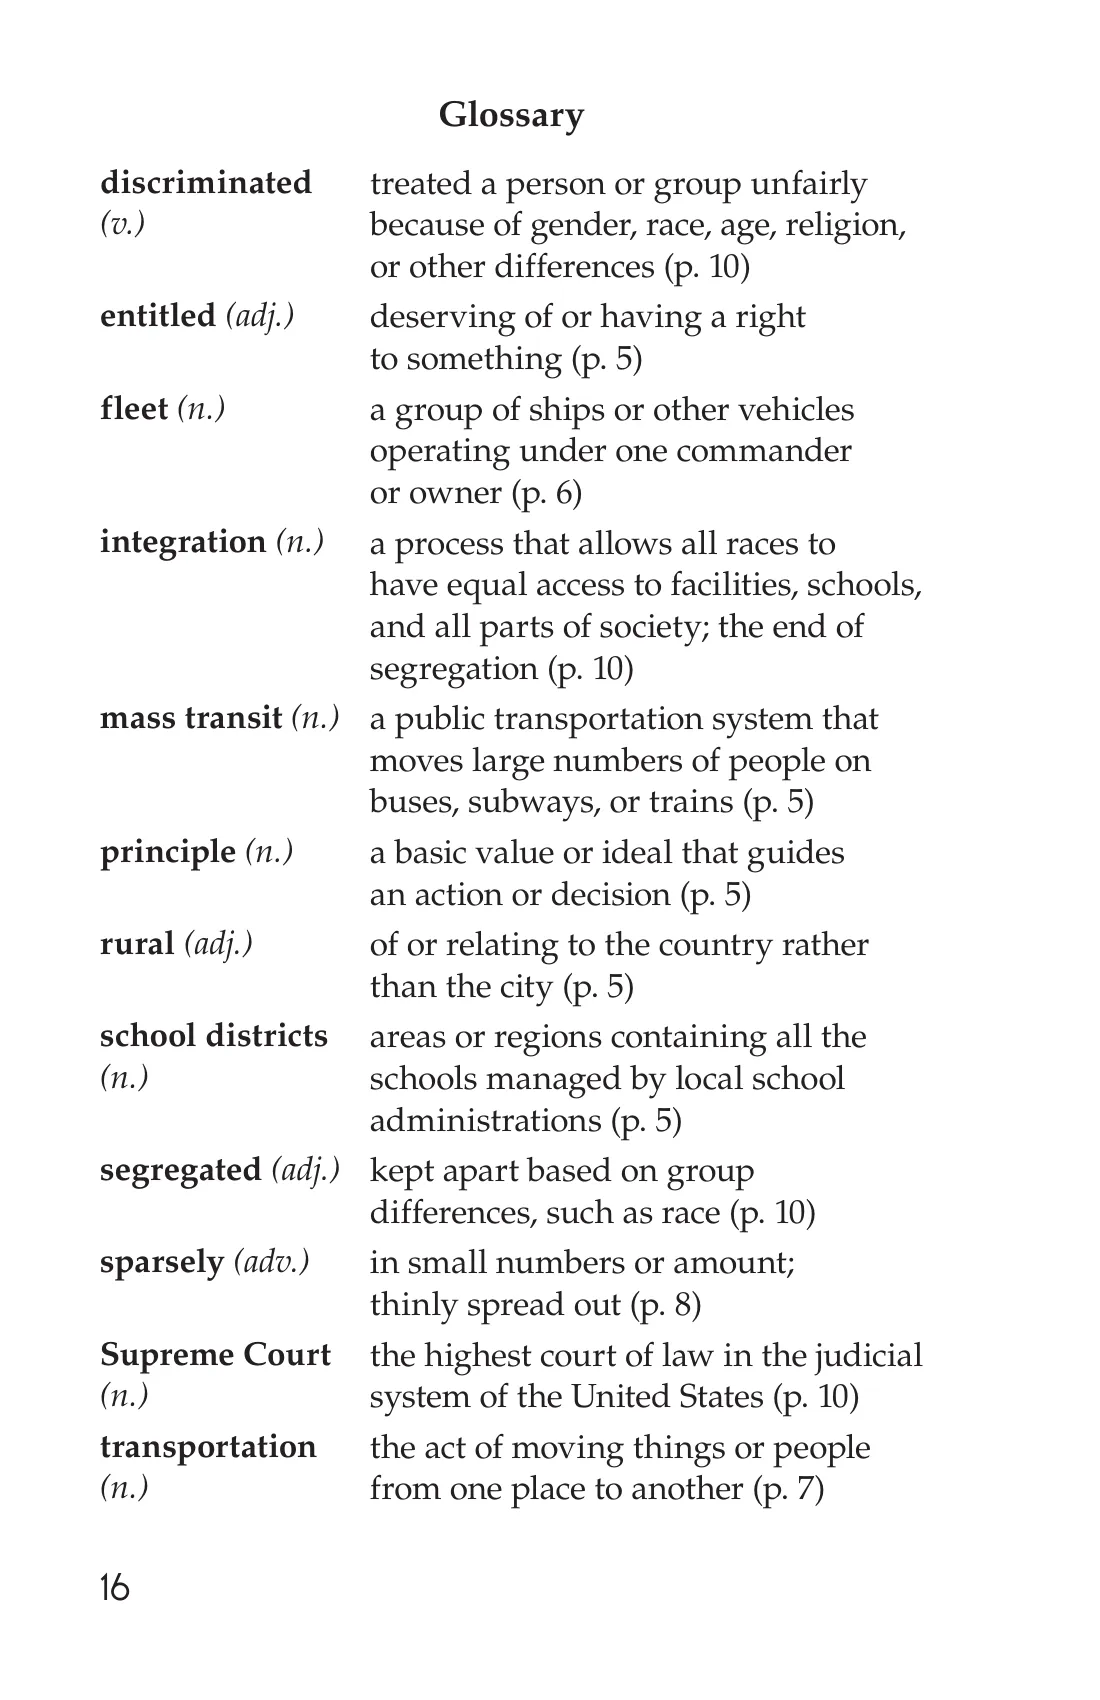 Glossary
discriminated treated a person or group unfairly
(v.) because of gender, race, age, religion,
or other differences (p. 10)
entitled (adj.) deserving of or having a right
to something (p. 5)
fleet (n.) a group of ships or other vehicles
operating under one commander
or owner (p. 6)
integration (n.) a process that allows all races to
have equal access to facilities, schools,
and all parts of society; the end of
segregation (p. 10)
mass transit (n.) a public transportation system that
moves large numbers of people on
buses, subways, or trains (p. 5)
principle (n.) a basic value or ideal that guides
an action or decision (p. 5)
rural (adj.) of or relating to the country rather
than the city (p. 5)
school districts areas or regions containing all the
(n.) schools managed by local school
administrations (p. 5)
segregated (adj.) kept apart based on group
differences, such as race (p. 10)
sparsely (adv.) in small numbers or amount;
thinly spread out (p. 8)
Supreme Court the highest court of law in the judicial
(n.) system of the United States (p. 10)
transportation the act of moving things or people
(n.) from one place to another (p. 7)
16